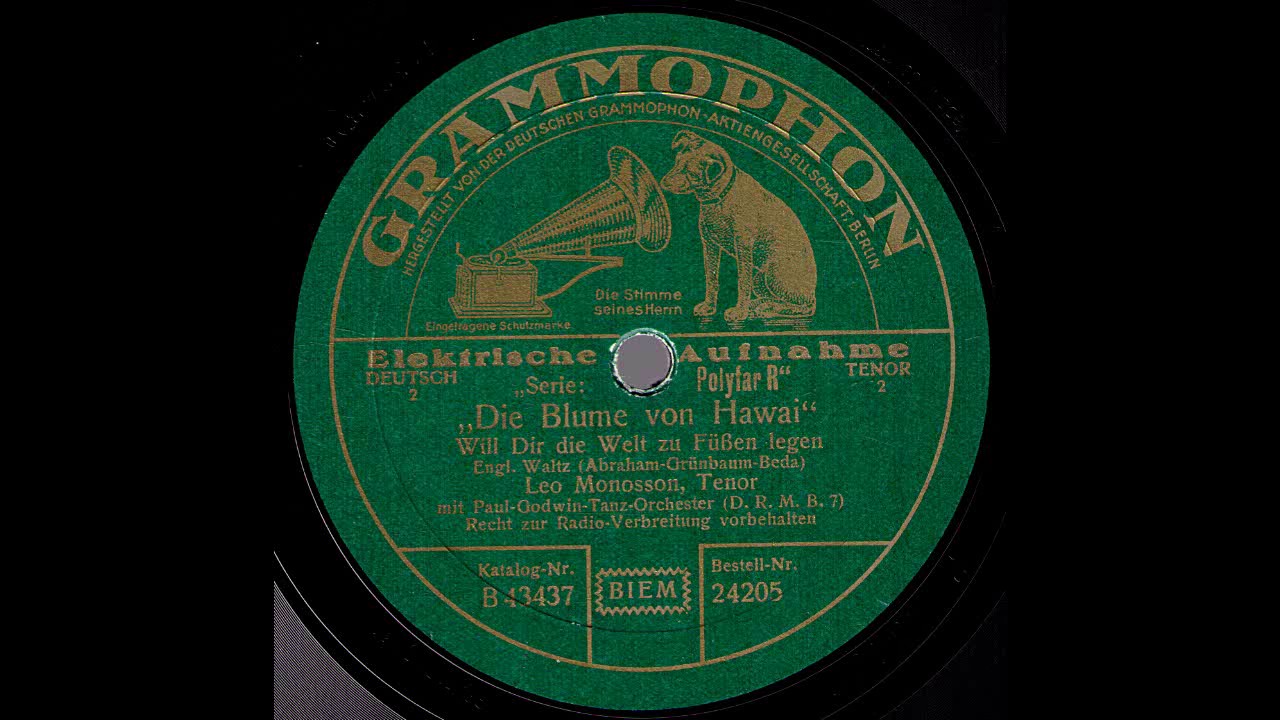 GRAMMOPHON
HERGESTELLT VON DER DEUTSCHEN GRAMMOPHON-AKTIENGESELLSCHAFT, BERLIN
Die Stimme
seines Herrn
Eingetragene Schutzmarke
Elektrische Aufnahme
DEUTSCH TENOR
2 „Serie: Polyfar R“ 2
„Die Blume von Hawai“
Will Dir die Welt zu Füßen legen
Engl. Waltz (Abraham-Grünbaum-Beda)
Leo Monosson, Tenor
mit Paul-Godwin-Tanz-Orchester (D. R. M. B. 7)
Recht zur Radio-Verbreitung vorbehalten
Katalog-Nr. Bestell-Nr.
B 43437 BIEM 24205